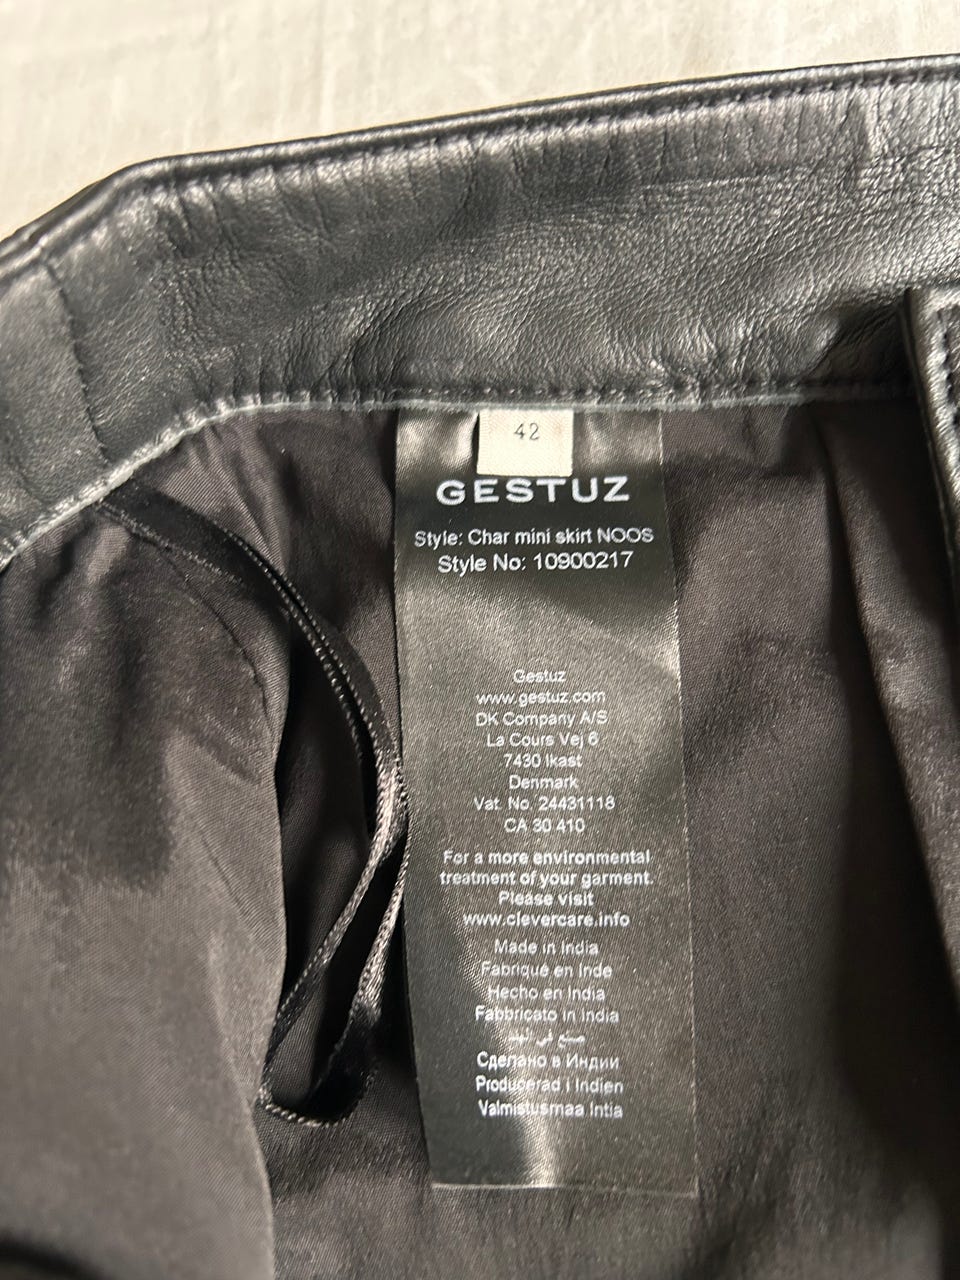 42
GESTUZ
Style: Char mini skirt NOOS
Style No: 10900217
Gestuz
www.gestuz.com
DK Company A/S
La Cours Vej 6
7430 Ikast
Denmark
Vat. No. 24431118
CA 30 410
For a more environmental
treatment of your garment.
Please visit
www.clevercare.info
Made in India
Fabriqué en Inde
Hecho en India
Fabbricato in India
صنع في الهند
Сделано в Индии
Producerad i Indien
Valmistusmaa Intia